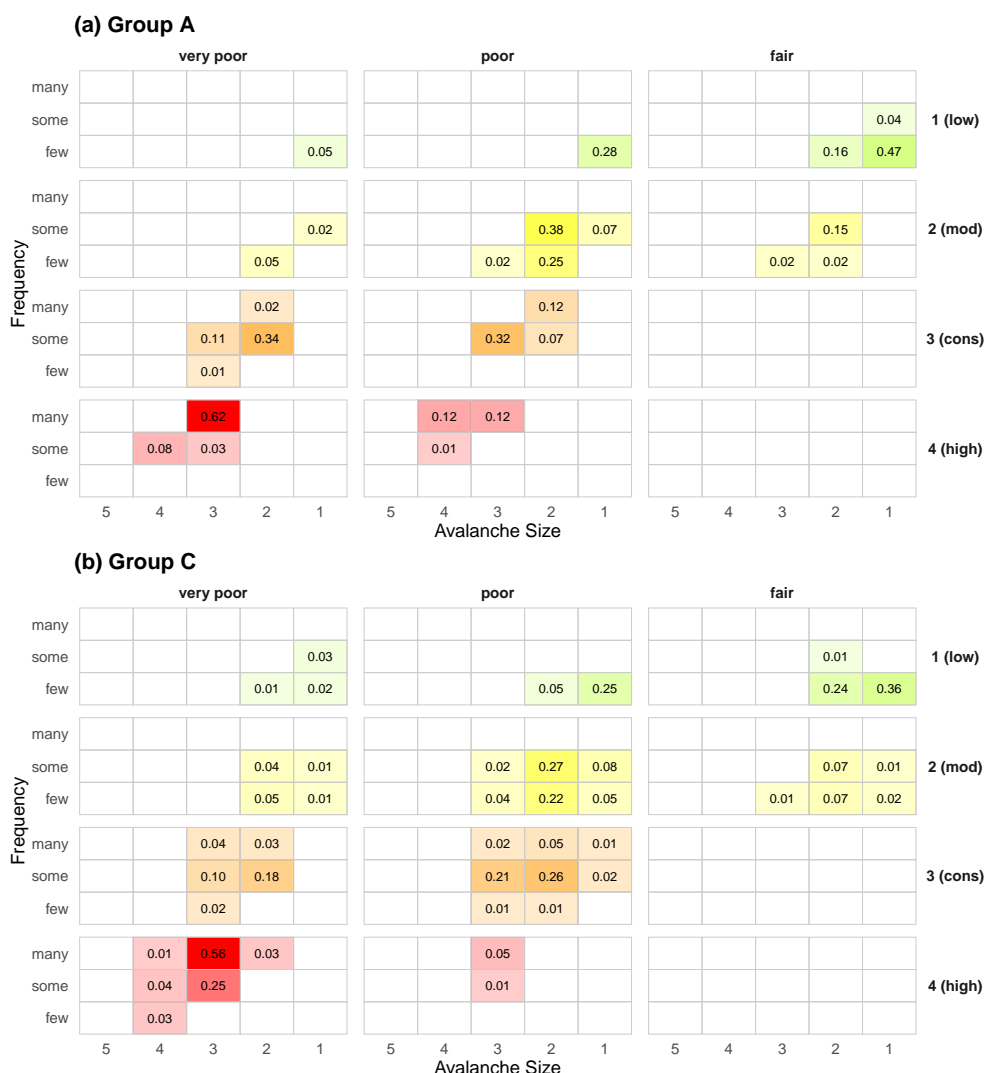 (a) Group A
very poor poor fair
many
some 0.04 1 (low)
few 0.05 0.28 0.16 0.47
many
some 0.02 0.38 0.07 0.15 2 (mod)
few 0.05 0.02 0.25 0.02 0.02
many 0.02 0.12
some 0.11 0.34 0.32 0.07 3 (cons)
few 0.01
many 0.62 0.12 0.12
some 0.08 0.03 0.01 4 (high)
few
Frequency
5 4 3 2 1 5 4 3 2 1 5 4 3 2 1
Avalanche Size
(b) Group C
very poor poor fair
many
some 0.03 0.01 1 (low)
few 0.01 0.02 0.05 0.25 0.24 0.36
many
some 0.04 0.01 0.02 0.27 0.08 0.07 0.01 2 (mod)
few 0.05 0.01 0.04 0.22 0.05 0.01 0.07 0.02
many 0.04 0.03 0.02 0.05 0.01
some 0.10 0.18 0.21 0.26 0.02 3 (cons)
few 0.02 0.01 0.01
many 0.01 0.56 0.03 0.05
some 0.04 0.25 0.01 4 (high)
few 0.03
Frequency
5 4 3 2 1 5 4 3 2 1 5 4 3 2 1
Avalanche Size